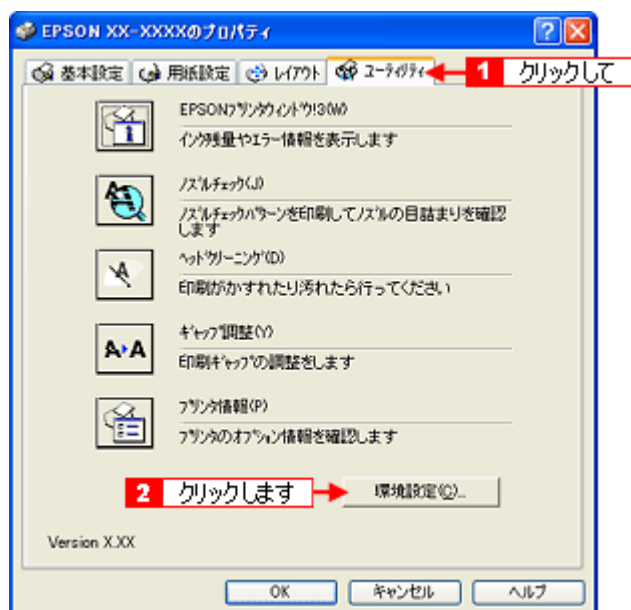 EPSON XX-XXXXのプロパティ
基本設定 用紙設定 レイアウト ユーティリティ 1 クリックして
EPSONプリンタウィンドウ!3(W)
インク残量やエラー情報を表示します
ノズルチェック(J)
ノズルチェックパターンを印刷してノズルの目詰まりを確認
します
ヘッドクリーニング(D)
印刷がかすれたり汚れたら行ってください
ギャップ調整(Y)
印刷ギャップの調整をします
プリンタ情報(P)
プリンタのオプション情報を確認します
2 クリックします 環境設定(C)...
Version X.XX
OK キャンセル ヘルプ